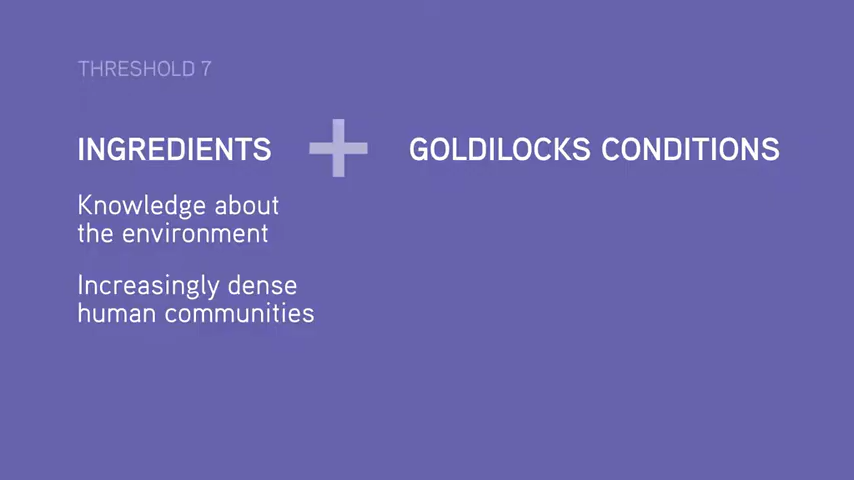 THRESHOLD 7
INGREDIENTS + GOLDILOCKS CONDITIONS
Knowledge about
the environment
Increasingly dense
human communities